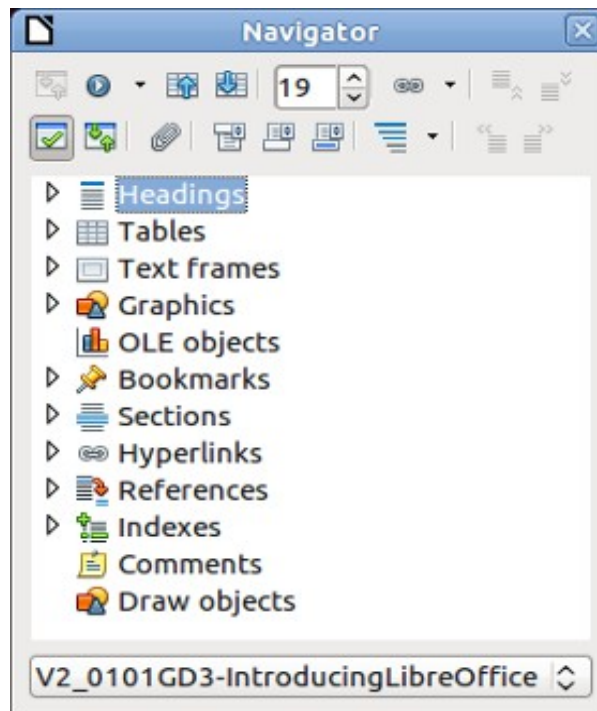 Navigator
19
Headings
Tables
Text frames
Graphics
OLE objects
Bookmarks
Sections
Hyperlinks
References
Indexes
Comments
Draw objects
V2_0101GD3-IntroducingLibreOffice